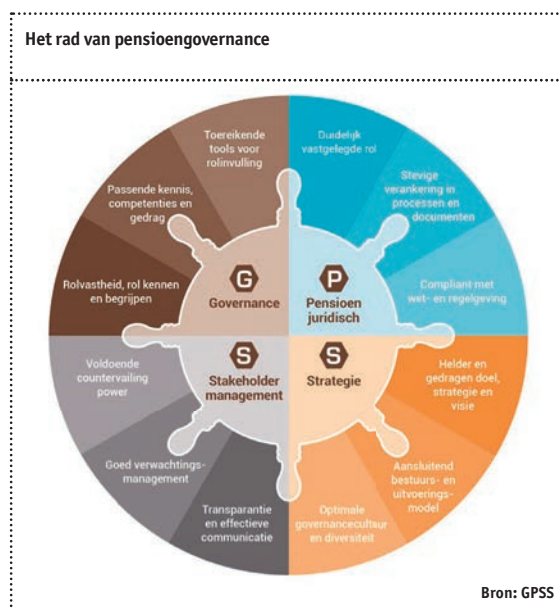 Het rad van pensioengovernance
Toereikende
tools voor
rolinvulling
Duidelijk
vastgelegde rol
Passende kennis,
competenties en
gedrag
Stevige
verankering in
processen en
documenten
Rolvastheid, rol kennen
en begrijpen
G
Governance
P
Pensioen
juridisch
Compliant met
wet- en regelgeving
Voldoende
countervailing
power
S
Stakeholder
management
S
Strategie
Helder en
gedragen doel,
strategie en
visie
Goed verwachtings-
management
Aansluitend
bestuurs- en
uitvoerings-
model
Transparantie
en effectieve
communicatie
Optimale
governancecultuur
en diversiteit
Bron: GPSS